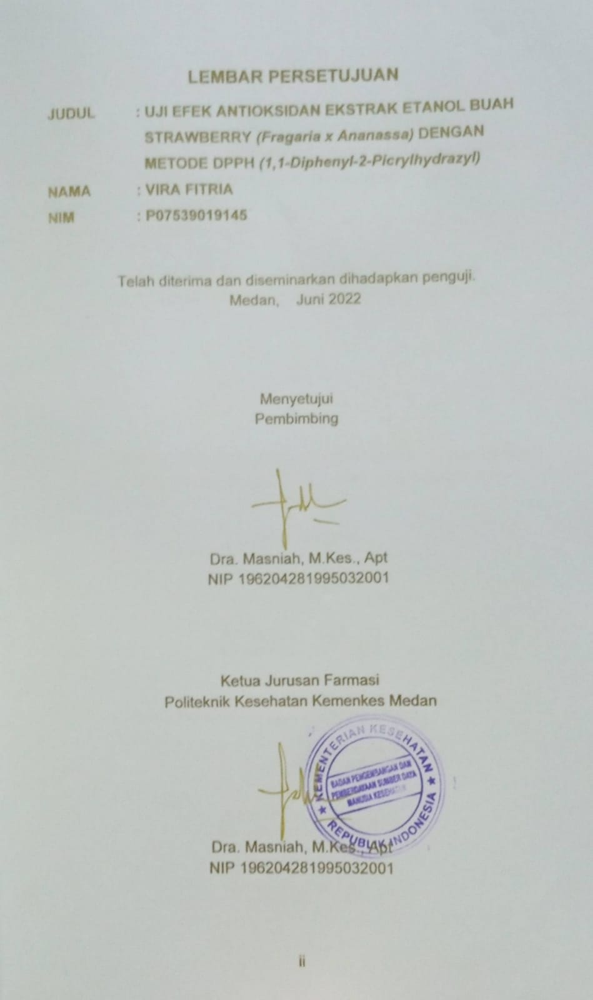 LEMBAR PERSETUJUAN
JUDUL : UJI EFEK ANTIOKSIDAN EKSTRAK ETANOL BUAH
STRAWBERRY (Fragaria x Ananassa) DENGAN
METODE DPPH (1,1-Diphenyl-2-Picrylhydrazyl)
NAMA : VIRA FITRIA
NIM : P07539019145
Telah diterima dan diseminarkan dihadapkan penguji.
Medan, Juni 2022
Menyetujui
Pembimbing
Dra. Masniah, M.Kes., Apt
NIP 196204281995032001
Ketua Jurusan Farmasi
Politeknik Kesehatan Kemenkes Medan
KEMENTERIAN KESEHATAN
BADAN PENGEMBANGAN DAN
PEMBERDAYAAN SUMBER DAYA
MANUSIA KESEHATAN
REPUBLIK INDONESIA
Dra. Masniah, M.Kes., Apt
NIP 196204281995032001
ii